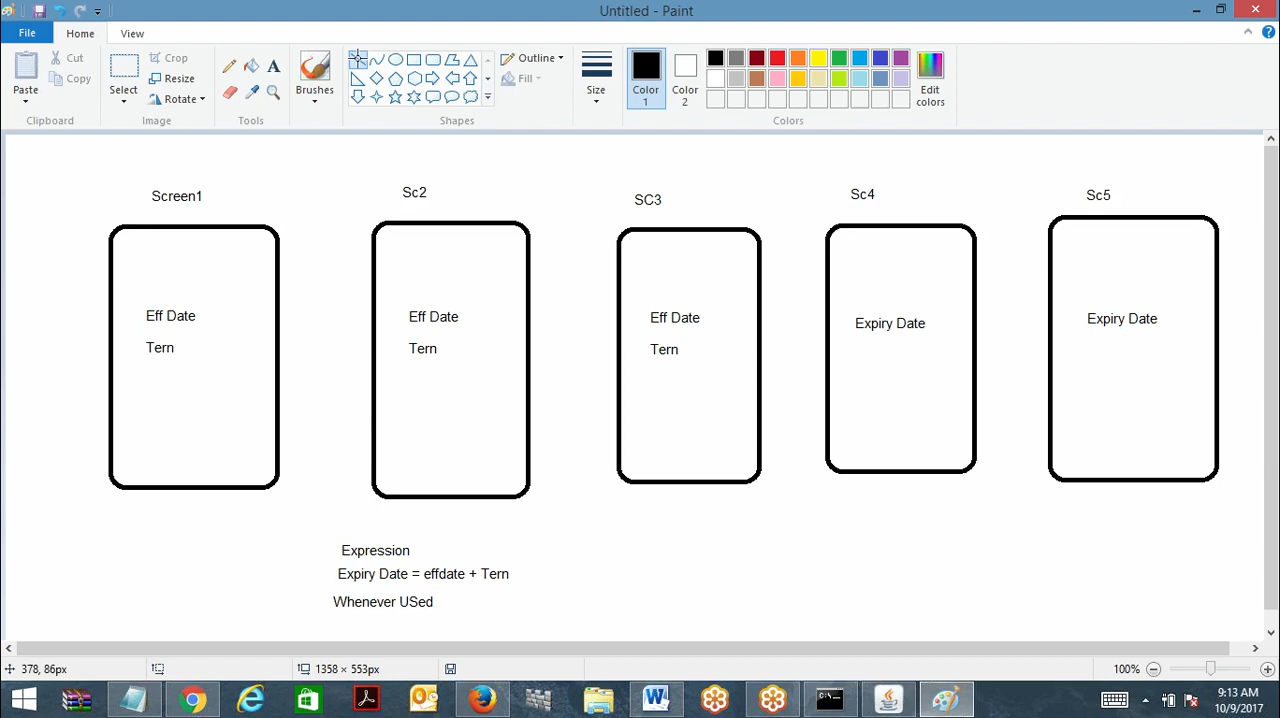 Untitled - Paint
File Home View
Paste
Cut
Copy
Clipboard
Select
Crop
Resize
Rotate
Image
Tools
Brushes
Shapes
Outline
Fill
Size
Color 1
Color 2
Edit colors
Colors
Screen1 Sc2 SC3 Sc4 Sc5
Eff Date Eff Date Eff Date Expiry Date Expiry Date
Tern Tern Tern
Expression
Expiry Date = effdate + Tern
Whenever USed
378, 86px 1358 × 553px 100%
9:13 AM
10/9/2017